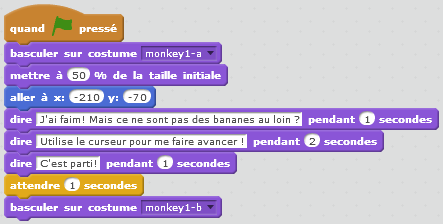 quand pressé
basculer sur costume monkey1-a
mettre à 50 % de la taille initiale
aller à x: -210 y: -70
dire J'ai faim! Mais ce ne sont pas des bananes au loin ? pendant 1 secondes
dire Utilise le curseur pour me faire avancer ! pendant 2 secondes
dire C'est parti! pendant 1 secondes
attendre 1 secondes
basculer sur costume monkey1-b